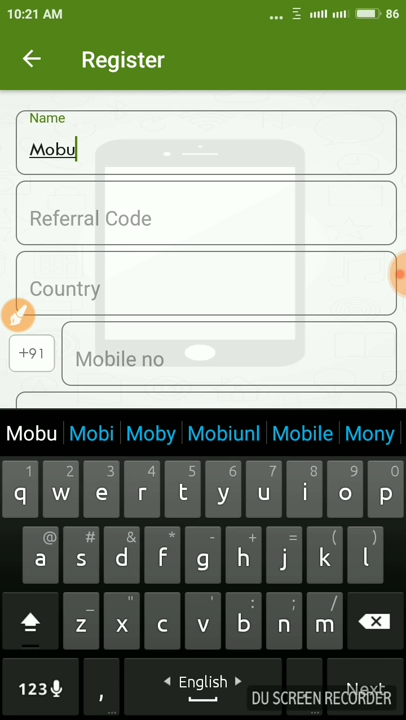 10:21 AM ... 86
Register
Name
Mobu
Referral Code
Country
+91 Mobile no
Mobu Mobi Moby Mobiunl Mobile Mony
1 2 3 4 5 6 7 8 9 0
q w e r t y u i o p
@ # & * - + = ( )
a s d f g h j k l
_ " ' : ; /
z x c v b n m
123 , English Next
DU SCREEN RECORDER